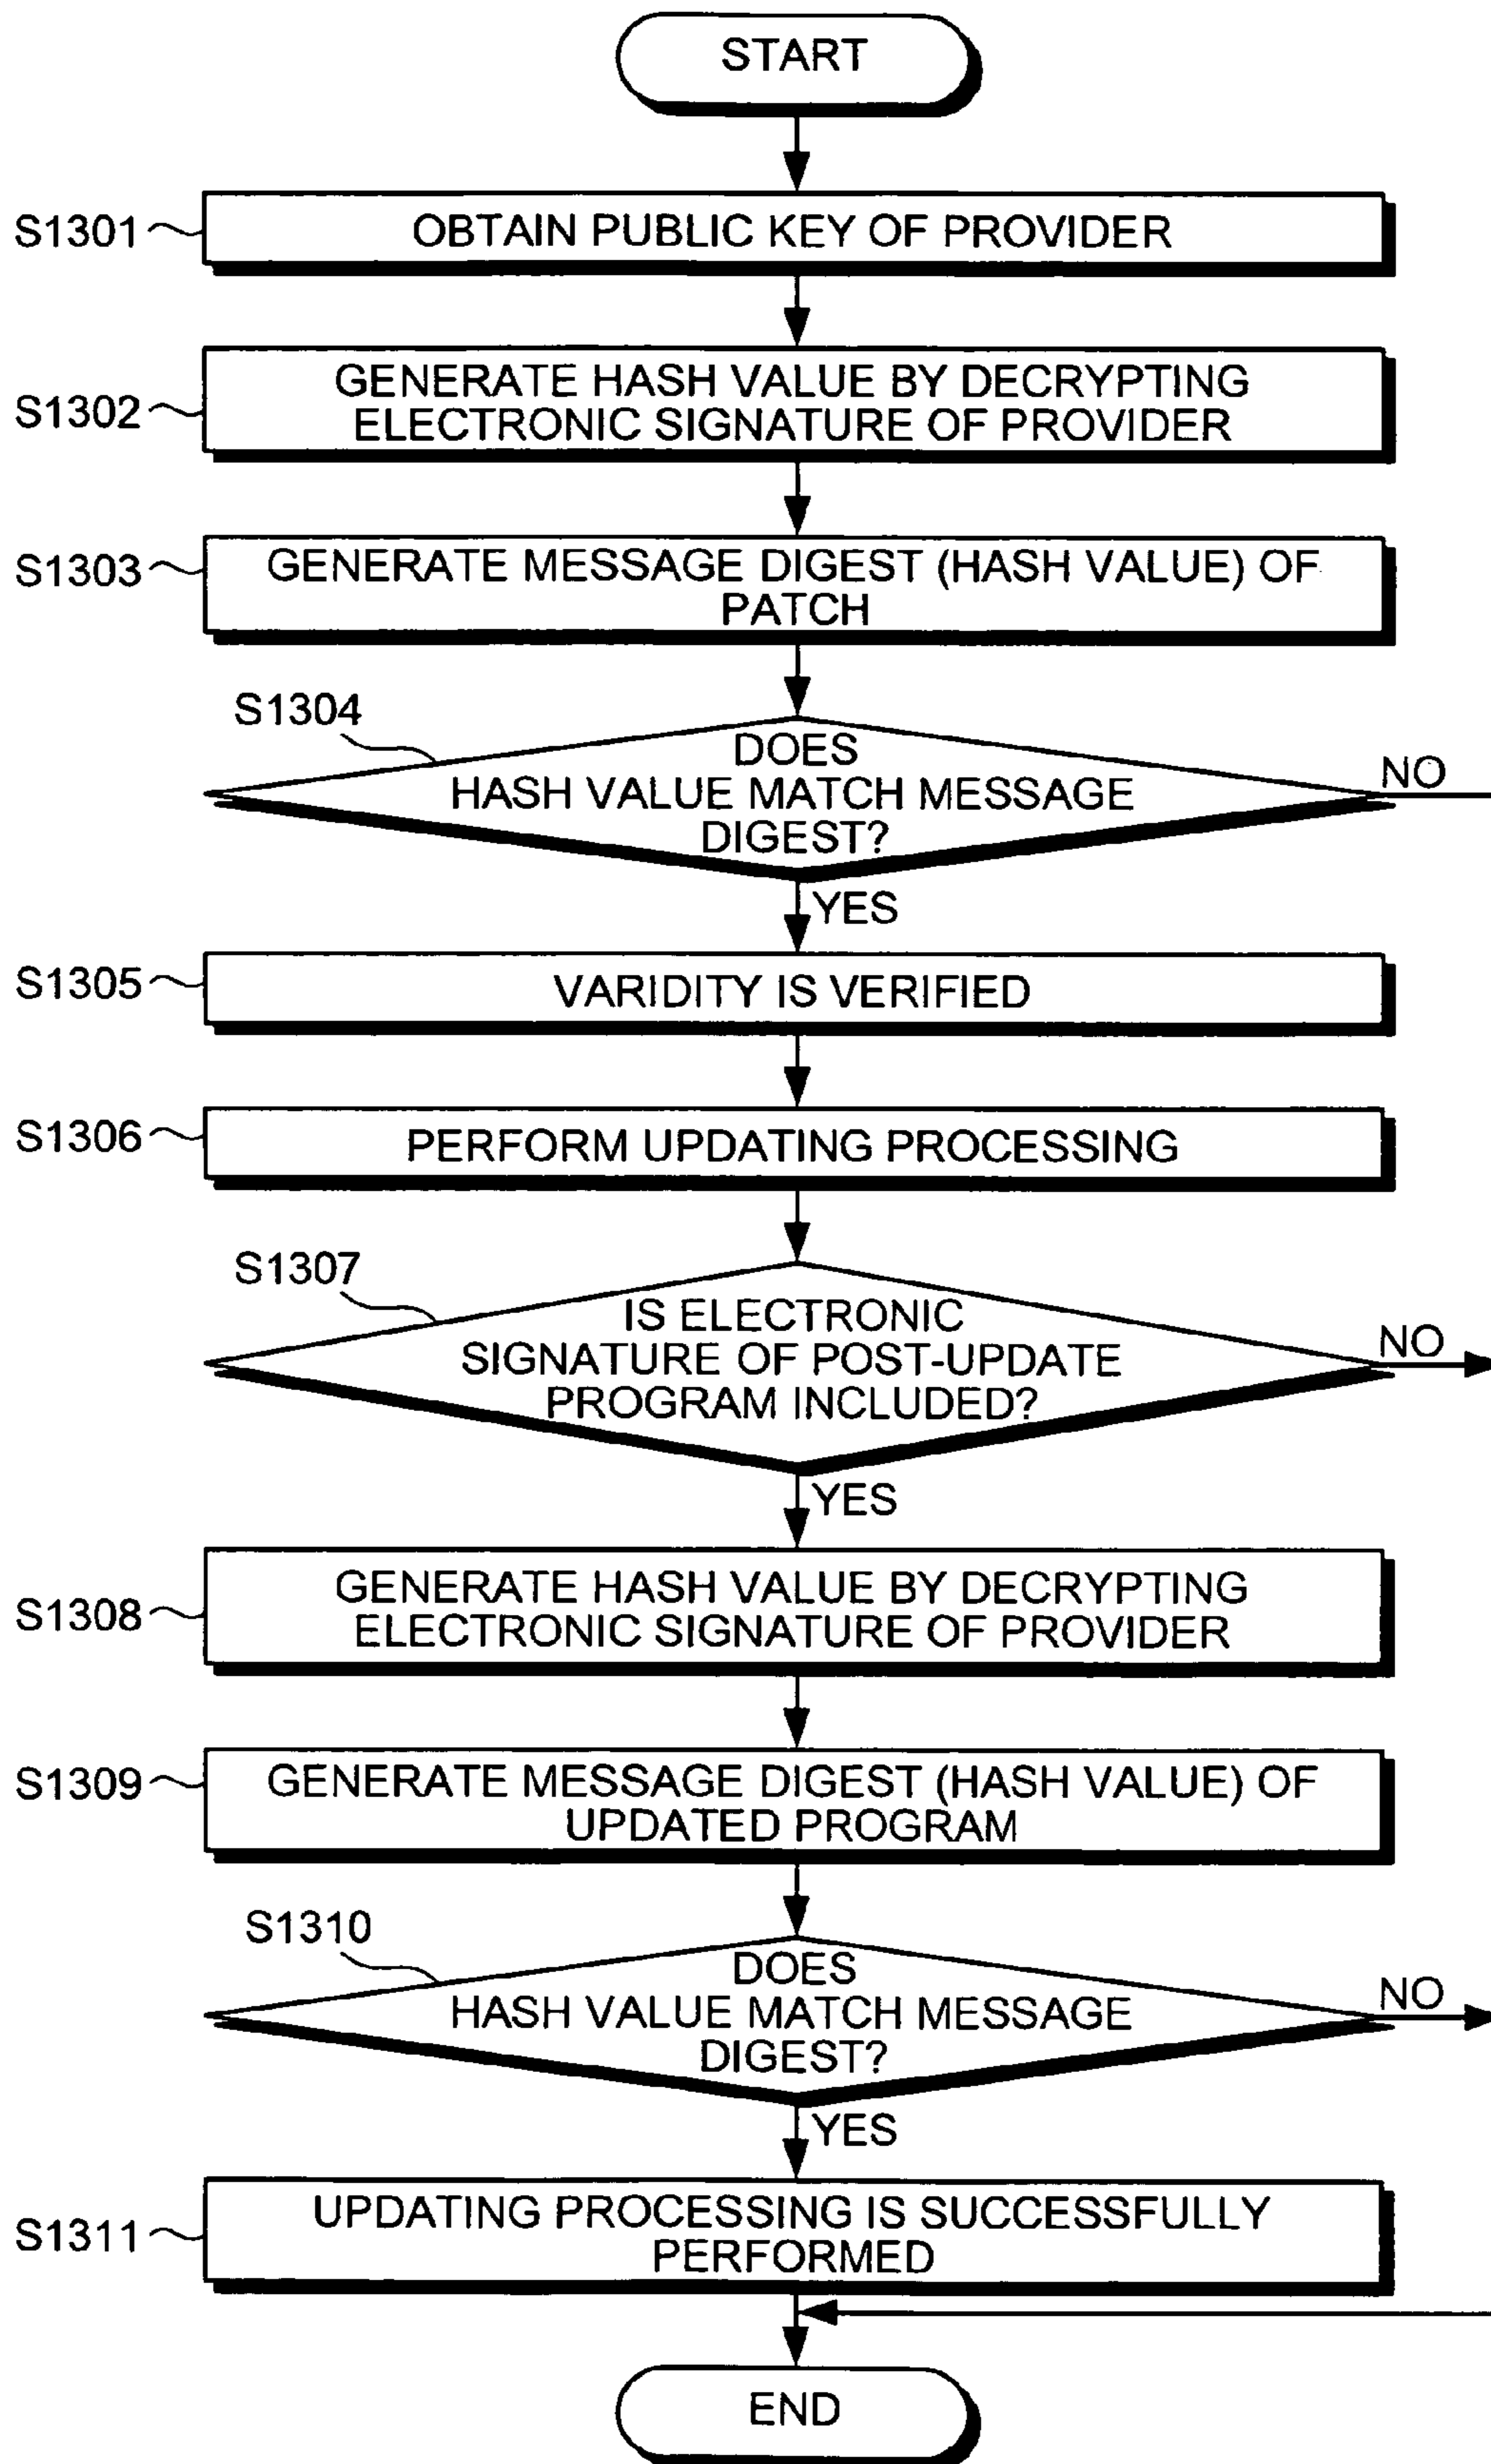 START
S1301
OBTAIN PUBLIC KEY OF PROVIDER
S1302
GENERATE HASH VALUE BY DECRYPTING
ELECTRONIC SIGNATURE OF PROVIDER
S1303
GENERATE MESSAGE DIGEST (HASH VALUE) OF
PATCH
S1304
DOES
HASH VALUE MATCH MESSAGE
DIGEST?
NO
YES
S1305
VARIDITY IS VERIFIED
S1306
PERFORM UPDATING PROCESSING
S1307
IS ELECTRONIC
SIGNATURE OF POST-UPDATE
PROGRAM INCLUDED?
NO
YES
S1308
GENERATE HASH VALUE BY DECRYPTING
ELECTRONIC SIGNATURE OF PROVIDER
S1309
GENERATE MESSAGE DIGEST (HASH VALUE) OF
UPDATED PROGRAM
S1310
DOES
HASH VALUE MATCH MESSAGE
DIGEST?
NO
YES
S1311
UPDATING PROCESSING IS SUCCESSFULLY
PERFORMED
END